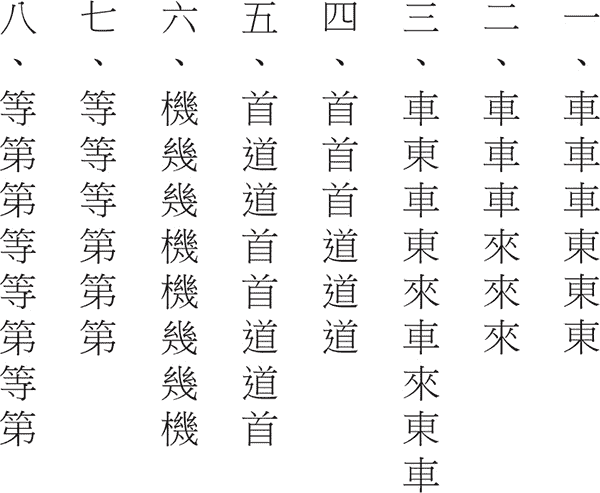 一、車車車東東東
二、車車車來來來
三、車東車東來車來東車
四、首首首道道道
五、首道道首首道道首
六、機幾幾機機幾幾機
七、等等等第第第
八、等第第等等第等第